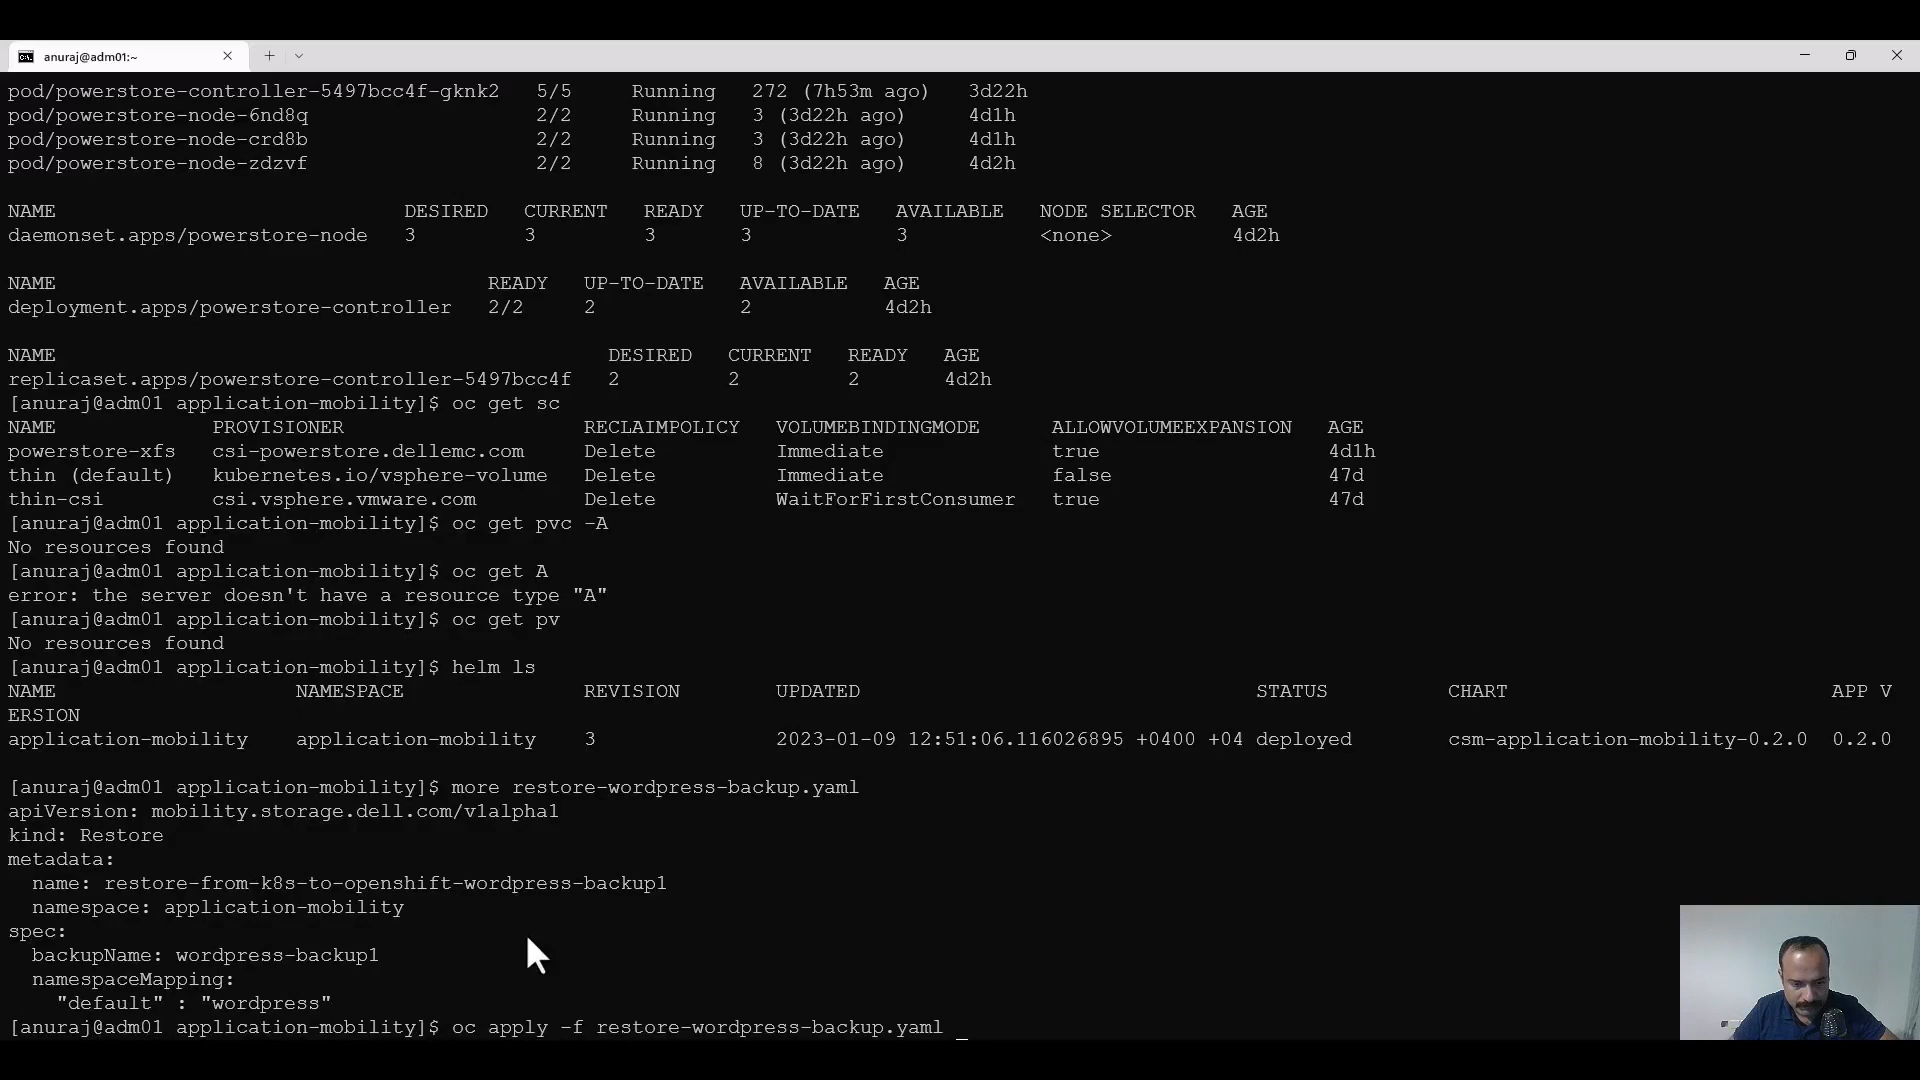 anuraj@adm01:~
pod/powerstore-controller-5497bcc4f-gknk2 5/5 Running 272 (7h53m ago) 3d22h
pod/powerstore-node-6nd8q 2/2 Running 3 (3d22h ago) 4d1h
pod/powerstore-node-crd8b 2/2 Running 3 (3d22h ago) 4d1h
pod/powerstore-node-zdzvf 2/2 Running 8 (3d22h ago) 4d2h
NAME DESIRED CURRENT READY UP-TO-DATE AVAILABLE NODE SELECTOR AGE
daemonset.apps/powerstore-node 3 3 3 3 3 <none> 4d2h
NAME READY UP-TO-DATE AVAILABLE AGE
deployment.apps/powerstore-controller 2/2 2 2 4d2h
NAME DESIRED CURRENT READY AGE
replicaset.apps/powerstore-controller-5497bcc4f 2 2 2 4d2h
[anuraj@adm01 application-mobility]$ oc get sc
NAME PROVISIONER RECLAIMPOLICY VOLUMEBINDINGMODE ALLOWVOLUMEEXPANSION AGE
powerstore-xfs csi-powerstore.dellemc.com Delete Immediate true 4d1h
thin (default) kubernetes.io/vsphere-volume Delete Immediate false 47d
thin-csi csi.vsphere.vmware.com Delete WaitForFirstConsumer true 47d
[anuraj@adm01 application-mobility]$ oc get pvc -A
No resources found
[anuraj@adm01 application-mobility]$ oc get A
error: the server doesn't have a resource type "A"
[anuraj@adm01 application-mobility]$ oc get pv
No resources found
[anuraj@adm01 application-mobility]$ helm ls
NAME NAMESPACE REVISION UPDATED STATUS CHART APP V
ERSION
application-mobility application-mobility 3 2023-01-09 12:51:06.116026895 +0400 +04 deployed csm-application-mobility-0.2.0 0.2.0
[anuraj@adm01 application-mobility]$ more restore-wordpress-backup.yaml
apiVersion: mobility.storage.dell.com/v1alpha1
kind: Restore
metadata:
  name: restore-from-k8s-to-openshift-wordpress-backup1
  namespace: application-mobility
spec:
  backupName: wordpress-backup1
  namespaceMapping:
    "default" : "wordpress"
[anuraj@adm01 application-mobility]$ oc apply -f restore-wordpress-backup.yaml _